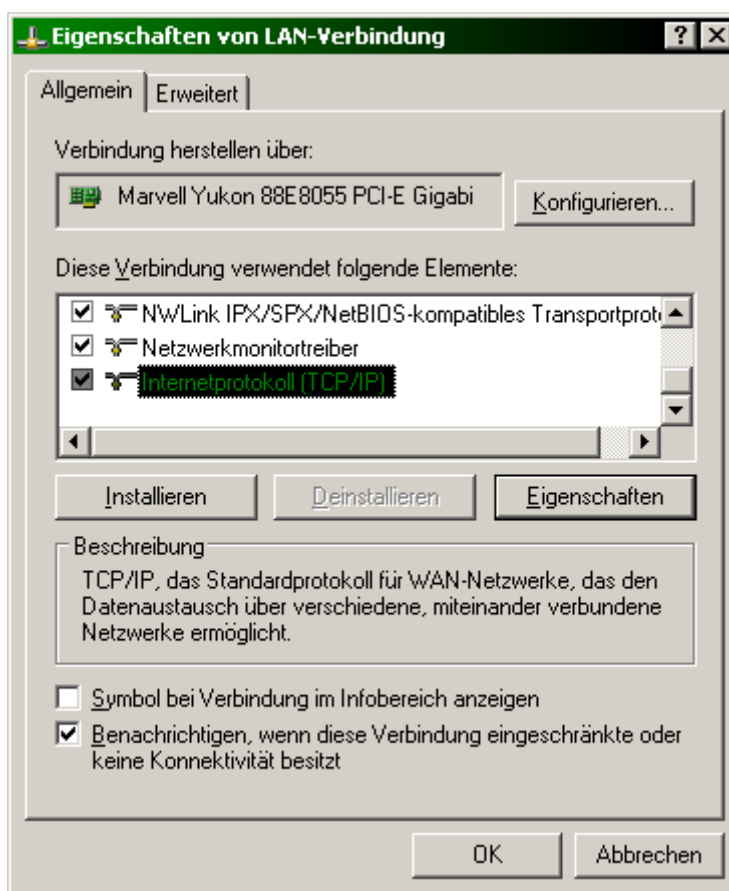 Eigenschaften von LAN-Verbindung
Allgemein
Erweitert
Verbindung herstellen über:
Marvell Yukon 88E8055 PCI-E Gigabi
Konfigurieren...
Diese Verbindung verwendet folgende Elemente:
NWLink IPX/SPX/NetBIOS-kompatibles Transportproto
Netzwerkmonitortreiber
Internetprotokoll (TCP/IP)
Installieren
Deinstallieren
Eigenschaften
Beschreibung
TCP/IP, das Standardprotokoll für WAN-Netzwerke, das den
Datenaustausch über verschiedene, miteinander verbundene
Netzwerke ermöglicht.
Symbol bei Verbindung im Infobereich anzeigen
Benachrichtigen, wenn diese Verbindung eingeschränkte oder
keine Konnektivität besitzt
OK
Abbrechen